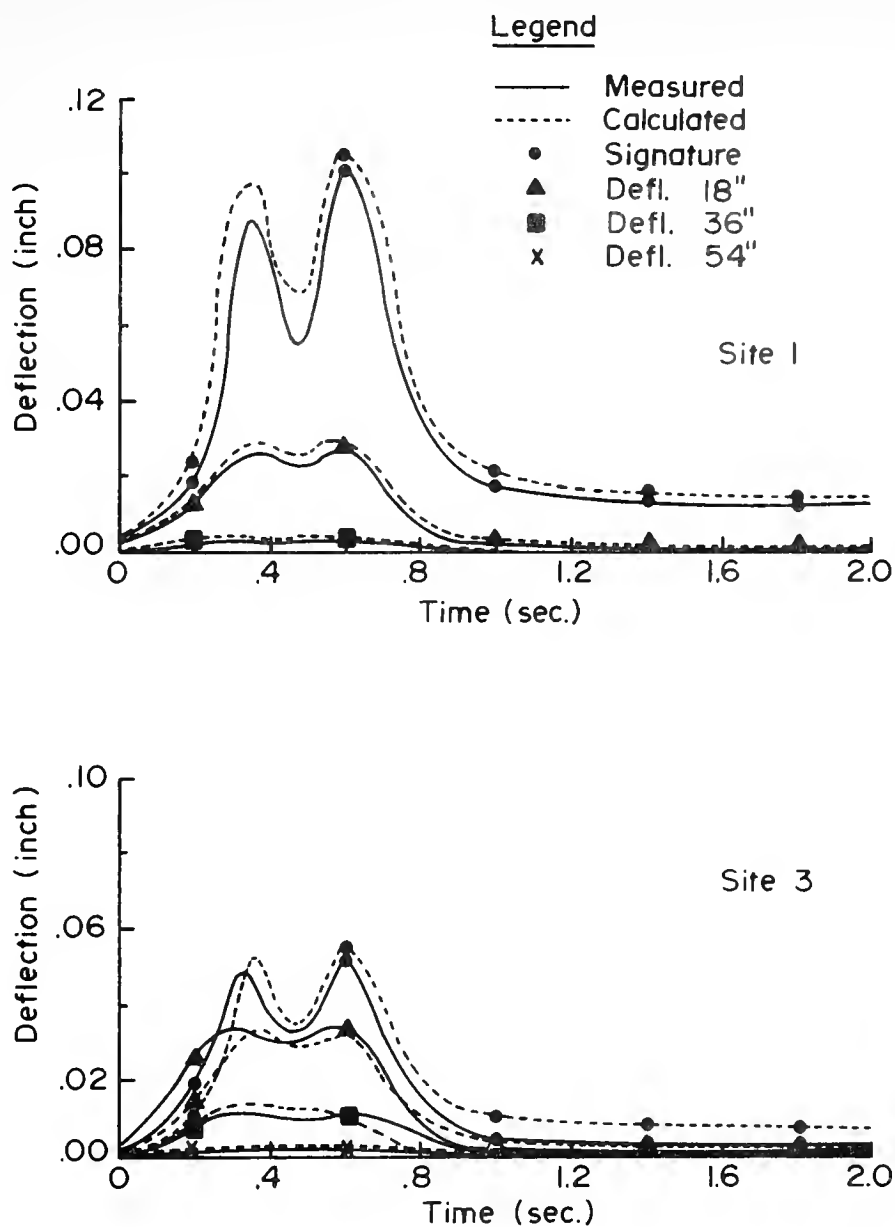 Legend
Measured
Calculated
Signature
Defl. 18"
Defl. 36"
x Defl. 54"
Deflection (inch)
.12
.08
.04
.00
Site 1
0 .4 .8 1.2 1.6 2.0
Time (sec.)
Deflection (inch)
.10
.06
.02
.00
Site 3
0 .4 .8 1.2 1.6 2.0
Time (sec.)